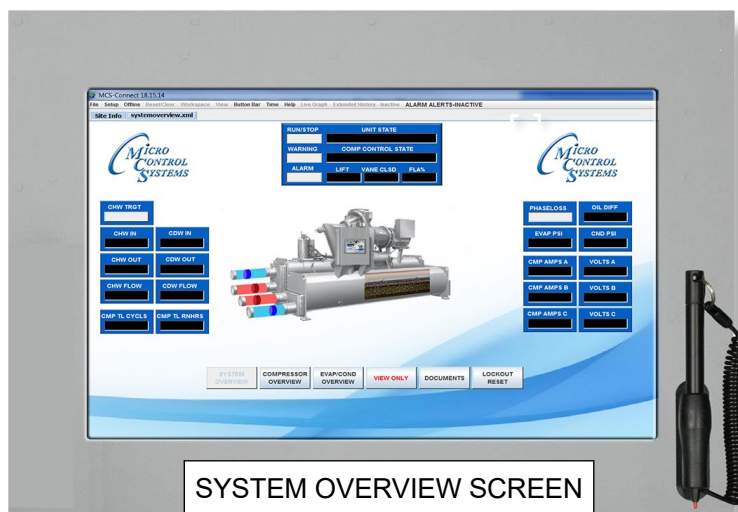 MCS-Connect 18.15.14
File Setup Offline Reset/Clear Workspace View Button Bar Time Help Live Graph Extended History - Inactive ALARM ALERTS-INACTIVE
Site Info systemoverview.xml
RUN/STOP UNIT STATE
WARNING COMP CONTROL STATE
ALARM LIFT VANE CLSD FLA%
MICRO
CONTROL
SYSTEMS
MICRO
CONTROL
SYSTEMS
CHW TRGT
CHW IN CDW IN
CHW OUT CDW OUT
CHW FLOW CDW FLOW
CMP TL CYCLS CMP TL RNHRS
PHASELOSS OIL DIFF
EVAP PSI CND PSI
CMP AMPS A VOLTS A
CMP AMPS B VOLTS B
CMP AMPS C VOLTS C
SYSTEM
OVERVIEW
COMPRESSOR
OVERVIEW
EVAP/COND
OVERVIEW
VIEW ONLY
DOCUMENTS
LOCKOUT
RESET
SYSTEM OVERVIEW SCREEN